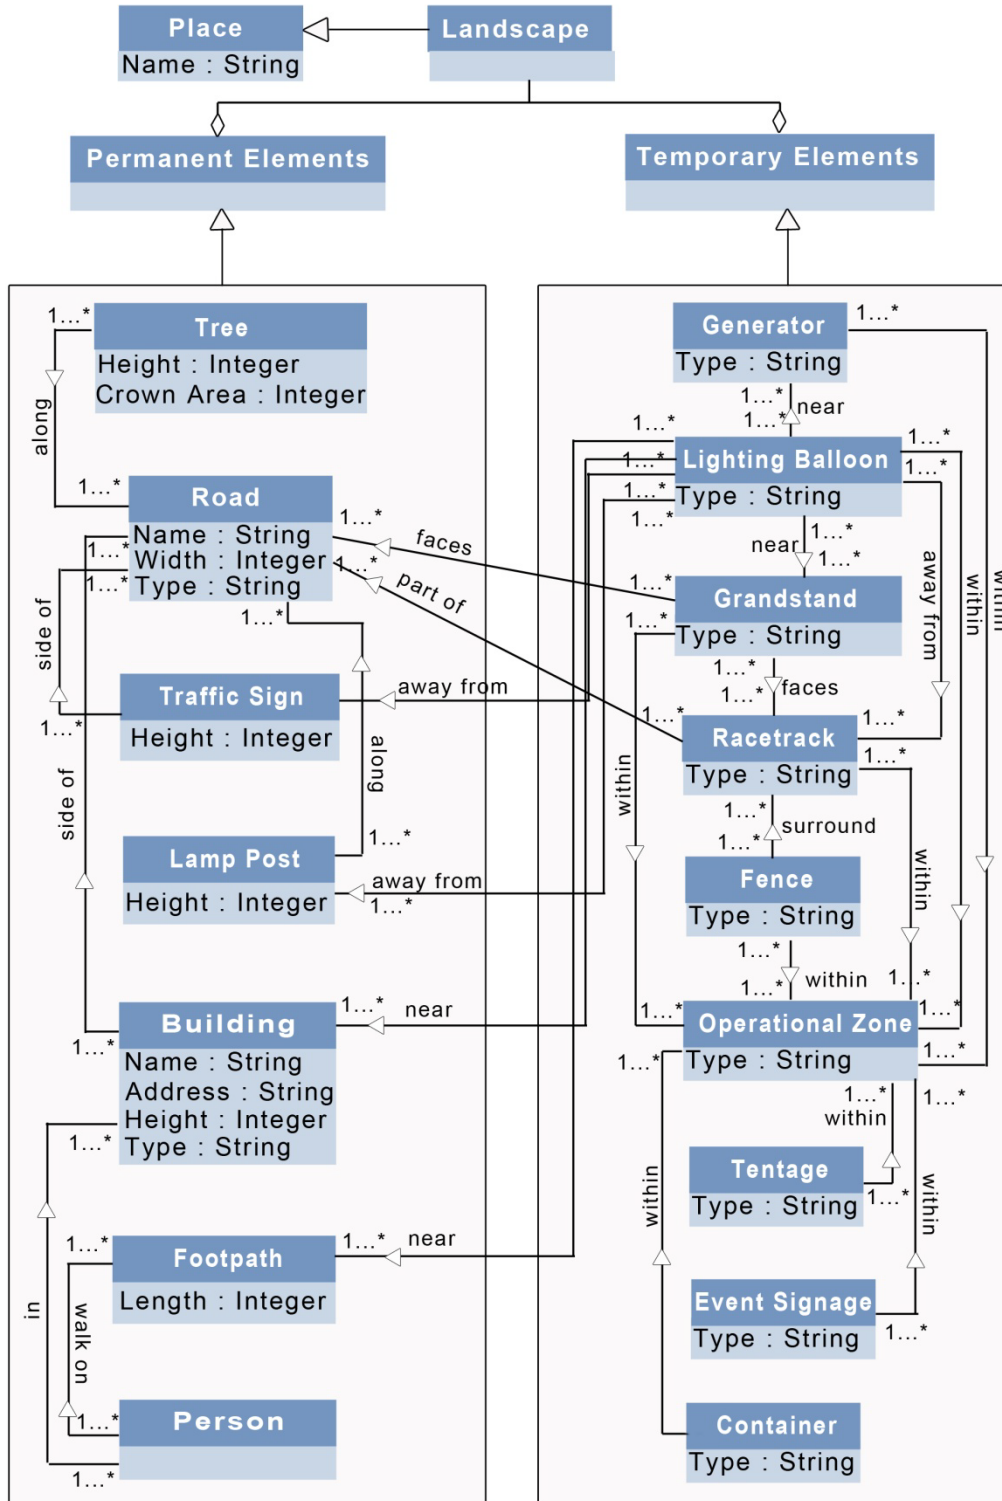 Place
Name : String
Landscape
Permanent Elements
Temporary Elements
1...*
Tree
Height : Integer
Crown Area : Integer
along
1...*
Road
Name : String
Width : Integer
Type : String
1...*
1...*
1...*
1...*
1...*
side of
Traffic Sign
Height : Integer
1...*
along
side of
Lamp Post
Height : Integer
1...*
1...*
away from
away from
Building
Name : String
Address : String
Height : Integer
Type : String
1...*
1...*
1...*
near
in
Footpath
Length : Integer
1...*
1...*
near
walk on
Person
1...*
1...*
Generator
Type : String
1...*
1...*
near
1...*
1...*
Lighting Balloon
Type : String
1...*
1...*
1...*
1...*
1...*
1...*
near
1...*
faces
part of
Grandstand
Type : String
1...*
1...*
1...*
faces
1...*
away from
within
within
Racetrack
Type : String
1...*
1...*
1...*
1...*
surround
1...*
within
within
Fence
Type : String
1...*
within
1...*
1...*
Operational Zone
Type : String
1...*
1...*
1...*
1...*
1...*
1...*
within
Tentage
Type : String
1...*
within
within
Event Signage
Type : String
1...*
Container
Type : String